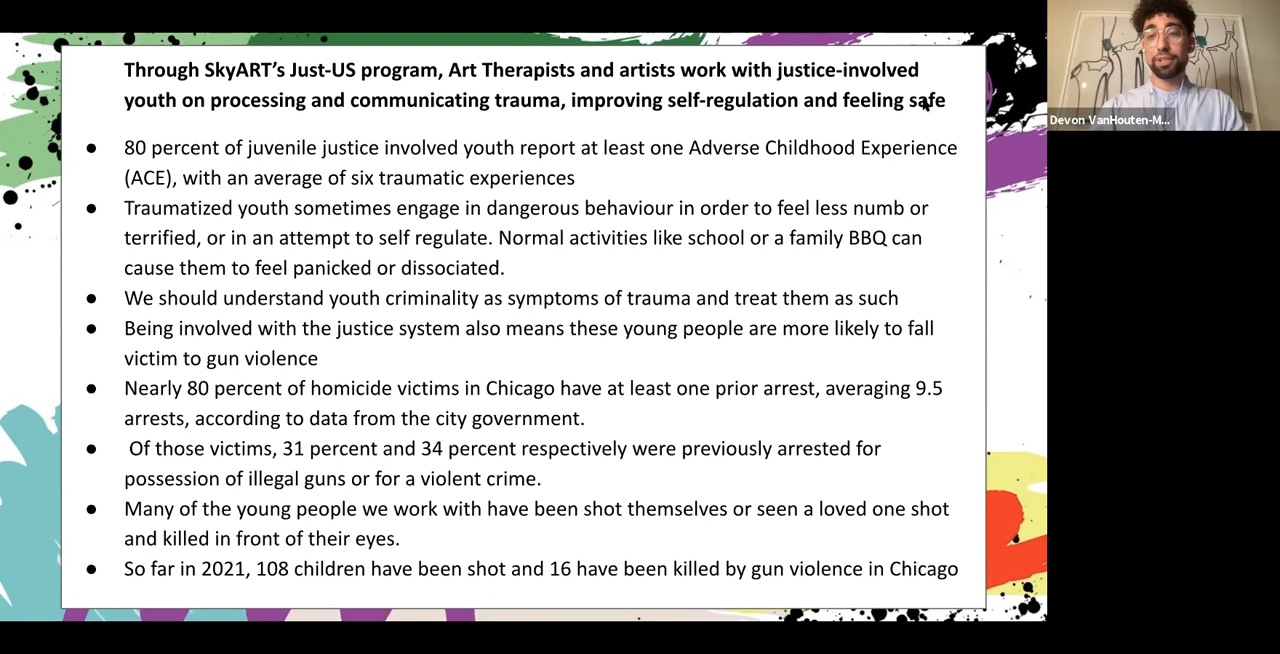 Through SkyART’s Just-US program, Art Therapists and artists work with justice-involved
youth on processing and communicating trauma, improving self-regulation and feeling safe
● 80 percent of juvenile justice involved youth report at least one Adverse Childhood Experience
(ACE), with an average of six traumatic experiences
● Traumatized youth sometimes engage in dangerous behaviour in order to feel less numb or
terrified, or in an attempt to self regulate. Normal activities like school or a family BBQ can
cause them to feel panicked or dissociated.
● We should understand youth criminality as symptoms of trauma and treat them as such
● Being involved with the justice system also means these young people are more likely to fall
victim to gun violence
● Nearly 80 percent of homicide victims in Chicago have at least one prior arrest, averaging 9.5
arrests, according to data from the city government.
● Of those victims, 31 percent and 34 percent respectively were previously arrested for
possession of illegal guns or for a violent crime.
● Many of the young people we work with have been shot themselves or seen a loved one shot
and killed in front of their eyes.
● So far in 2021, 108 children have been shot and 16 have been killed by gun violence in Chicago
Devon VanHouten-M...